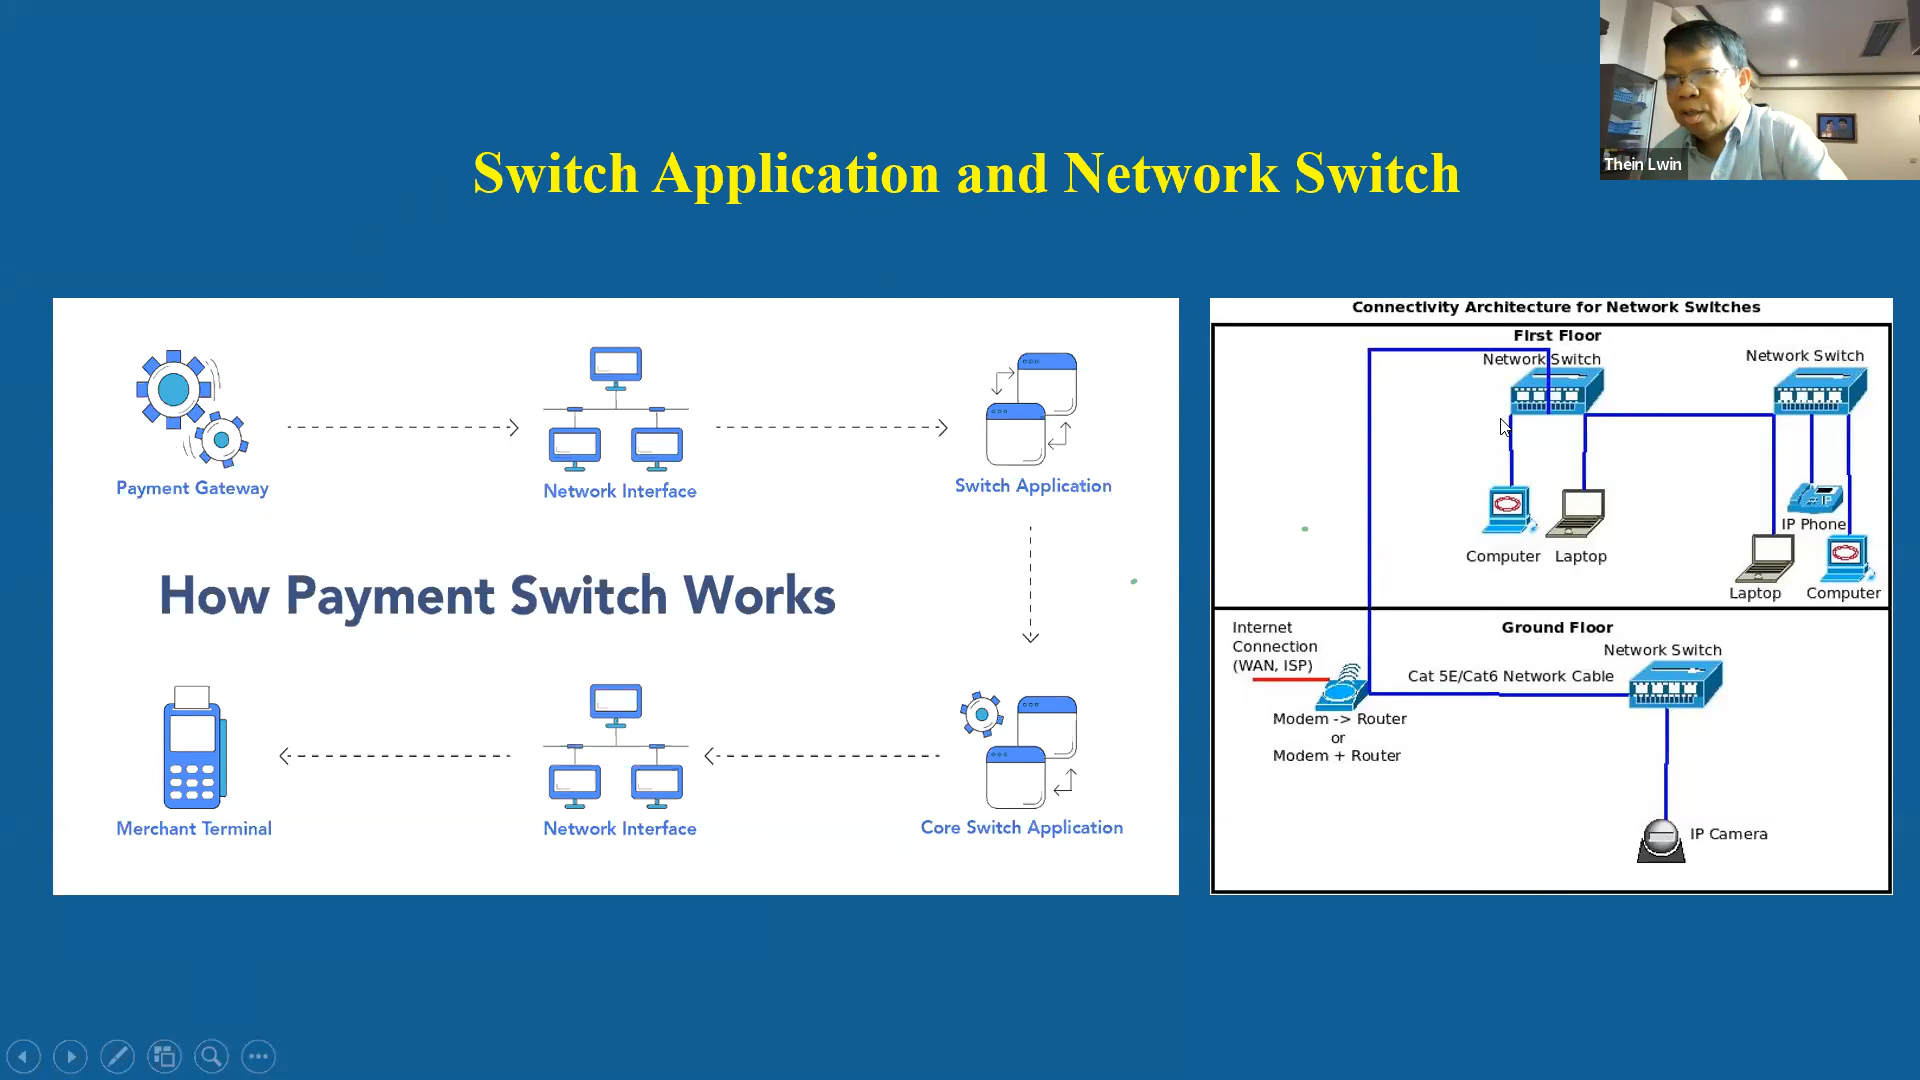 Thein Lwin
Switch Application and Network Switch
Payment Gateway
Network Interface
Switch Application
How Payment Switch Works
Merchant Terminal
Network Interface
Core Switch Application
Connectivity Architecture for Network Switches
First Floor
Network Switch
Network Switch
IP
IP Phone
Computer
Laptop
Laptop
Computer
Ground Floor
Internet
Connection
(WAN, ISP)
Network Switch
Cat 5E/Cat6 Network Cable
Modem -> Router
or
Modem + Router
IP Camera